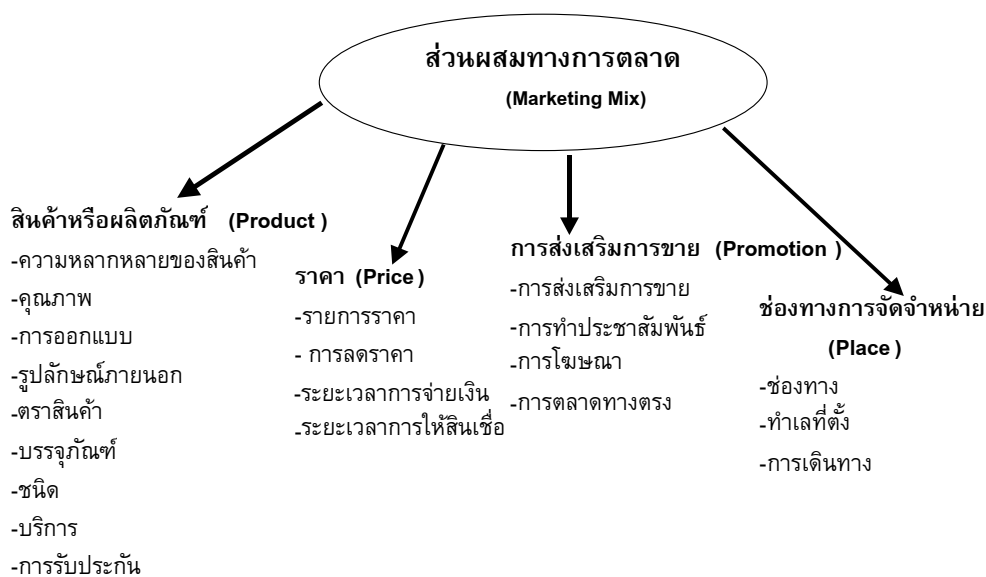 ส่วนผสมทางการตลาด
(Marketing Mix)
สินค้าหรือผลิตภัณฑ์ (Product )
-ความหลากหลายของสินค้า
-คุณภาพ
-การออกแบบ
-รูปลักษณ์ภายนอก
-ตราสินค้า
-บรรจุภัณฑ์
-ชนิด
-บริการ
-การรับประกัน
ราคา (Price )
-รายการราคา
- การลดราคา
-ระยะเวลาการจ่ายเงิน
-ระยะเวลาการให้สินเชื่อ
การส่งเสริมการขาย (Promotion )
-การส่งเสริมการขาย
-การทำประชาสัมพันธ์
-การโฆษณา
-การตลาดทางตรง
ช่องทางการจัดจำหน่าย
(Place )
-ช่องทาง
-ทำเลที่ตั้ง
-การเดินทาง